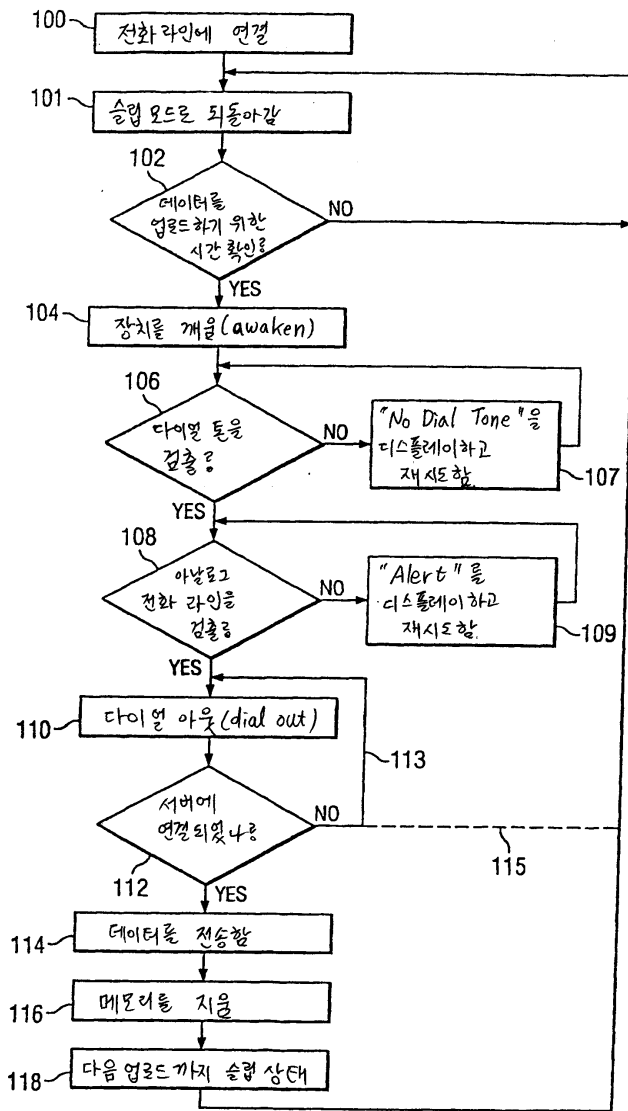 100
전화 라인에 연결
101
슬립 모드로 되돌아감
102
데이터를
업로드하기 위한
시간 확인?
NO
YES
104
장치를 깨움(awaken)
106
다이얼 톤을
검출?
NO
"No Dial Tone"을
디스플레이하고
재시도함.
107
YES
108
아날로그
전화 라인을
검출?
NO
"Alert"를
디스플레이하고
재시도함.
109
YES
110
다이얼 아웃(dial out)
113
서버에
연결되었나?
NO
112
115
YES
114
데이터를 전송함
116
메모리를 지움
118
다음 업로드까지 슬립 상태